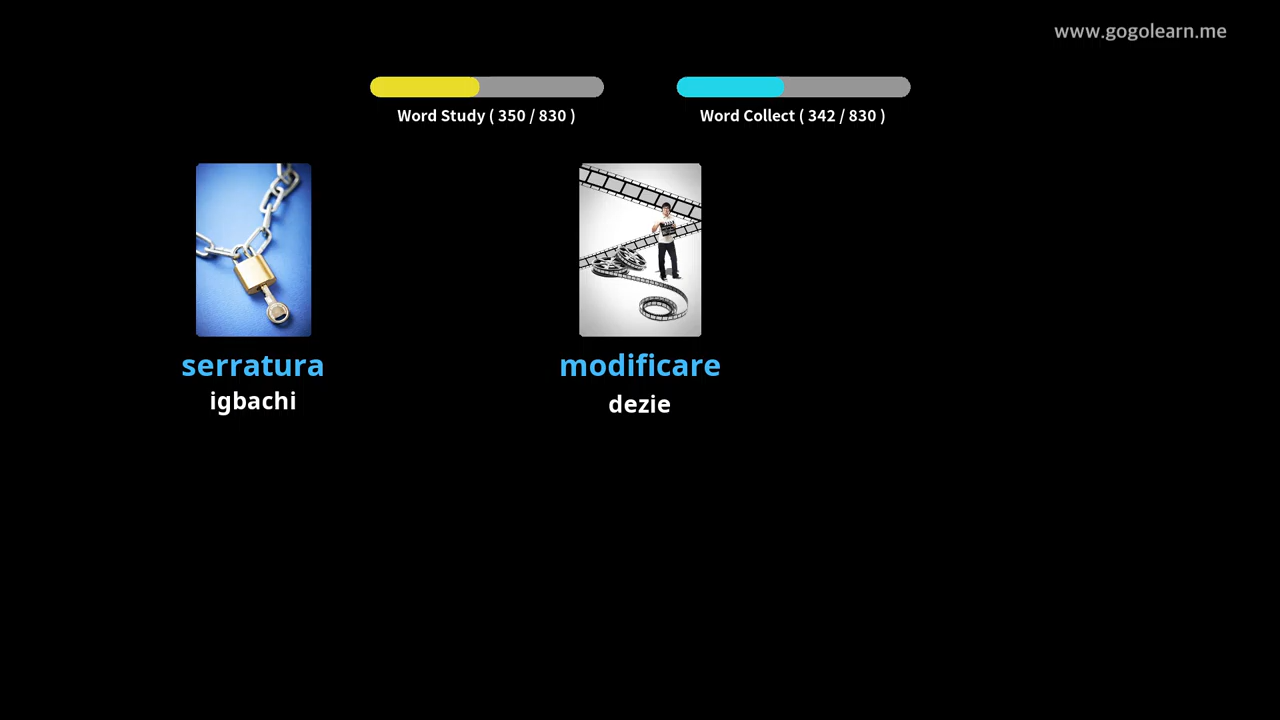 www.gogolearn.me
Word Study ( 350 / 830 )
Word Collect ( 342 / 830 )
serratura
igbachi
modificare
dezie